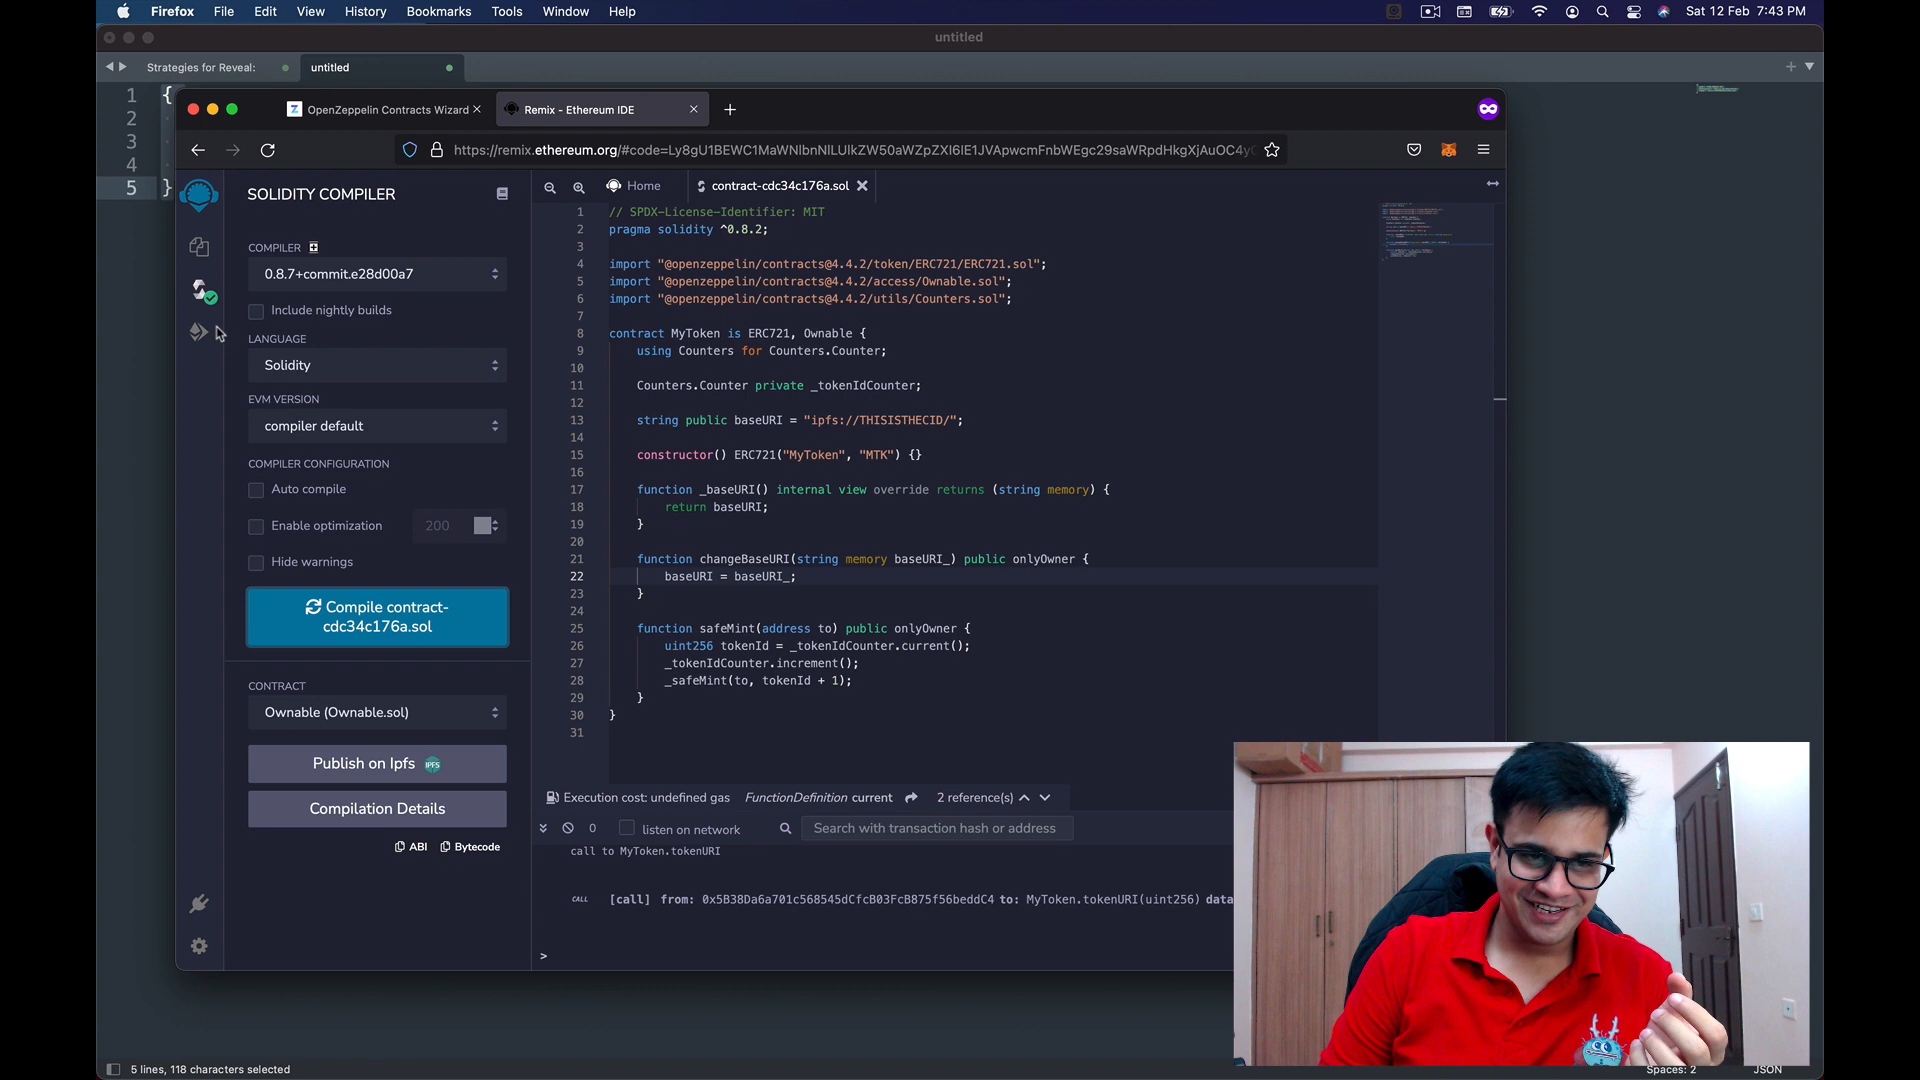 Firefox File Edit View History Bookmarks Tools Window Help Sat 12 Feb 7:43 PM
untitled
Strategies for Reveal: untitled
OpenZeppelin Contracts Wizard Remix - Ethereum IDE
https://remix.ethereum.org/#code=Ly8gU1BEWC1MaWNlbnNlLUlkZW50aWZpZXI6IE1JVApwcmFnbWEgc29saWRpdHkgXjAuOC4yO
SOLIDITY COMPILER
COMPILER
0.8.7+commit.e28d00a7
Include nightly builds
LANGUAGE
Solidity
EVM VERSION
compiler default
COMPILER CONFIGURATION
Auto compile
Enable optimization 200
Hide warnings
Compile contract-
cdc34c176a.sol
CONTRACT
Ownable (Ownable.sol)
Publish on Ipfs IPFS
Compilation Details
ABI Bytecode
Home contract-cdc34c176a.sol
1 // SPDX-License-Identifier: MIT
2 pragma solidity ^0.8.2;
3
4 import "@openzeppelin/contracts@4.4.2/token/ERC721/ERC721.sol";
5 import "@openzeppelin/contracts@4.4.2/access/Ownable.sol";
6 import "@openzeppelin/contracts@4.4.2/utils/Counters.sol";
7
8 contract MyToken is ERC721, Ownable {
9 using Counters for Counters.Counter;
10
11 Counters.Counter private _tokenIdCounter;
12
13 string public baseURI = "ipfs://THISISTHECID/";
14
15 constructor() ERC721("MyToken", "MTK") {}
16
17 function _baseURI() internal view override returns (string memory) {
18 return baseURI;
19 }
20
21 function changeBaseURI(string memory baseURI_) public onlyOwner {
22 baseURI = baseURI_;
23 }
24
25 function safeMint(address to) public onlyOwner {
26 uint256 tokenId = _tokenIdCounter.current();
27 _tokenIdCounter.increment();
28 _safeMint(to, tokenId + 1);
29 }
30 }
31
Execution cost: undefined gas FunctionDefinition current 2 reference(s)
0 listen on network Search with transaction hash or address
call to MyToken.tokenURI
CALL [call] from: 0x5B38Da6a701c568545dCfcB03FcB875f56beddC4 to: MyToken.tokenURI(uint256) data
>
1 {
2
3
4
5 }
5 lines, 118 characters selected
Spaces: 2 JSON